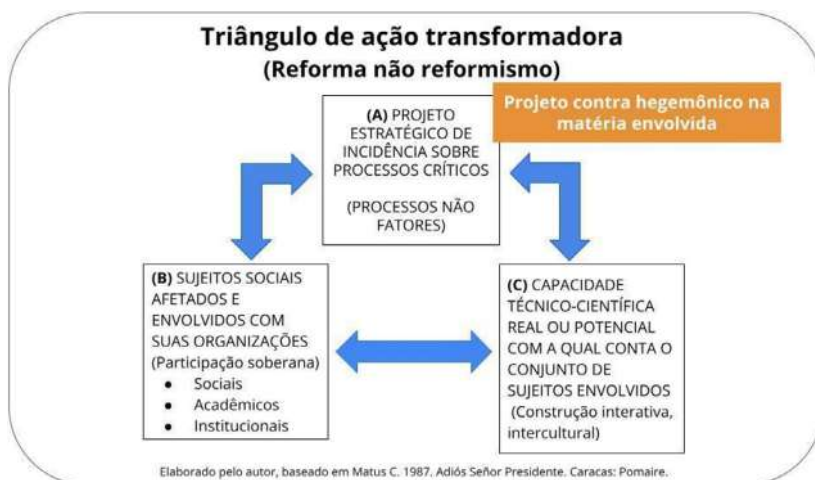 Triângulo de ação transformadora
(Reforma não reformismo)
Projeto contra hegemônico na
matéria envolvida
(A) PROJETO
ESTRATÉGICO DE
INCIDÊNCIA SOBRE
PROCESSOS CRÍTICOS
(PROCESSOS NÃO
FATORES)
(B) SUJEITOS SOCIAIS
AFETADOS E
ENVOLVIDOS COM
SUAS ORGANIZAÇÕES
(Participação soberana)
● Sociais
● Acadêmicos
● Institucionais
(C) CAPACIDADE
TÉCNICO-CIENTÍFICA
REAL OU POTENCIAL
COM A QUAL CONTA O
CONJUNTO DE
SUJEITOS ENVOLVIDOS
(Construção interativa,
intercultural)
Elaborado pelo autor, baseado em Matus C. 1987. Adiós Señor Presidente. Caracas: Pomaire.